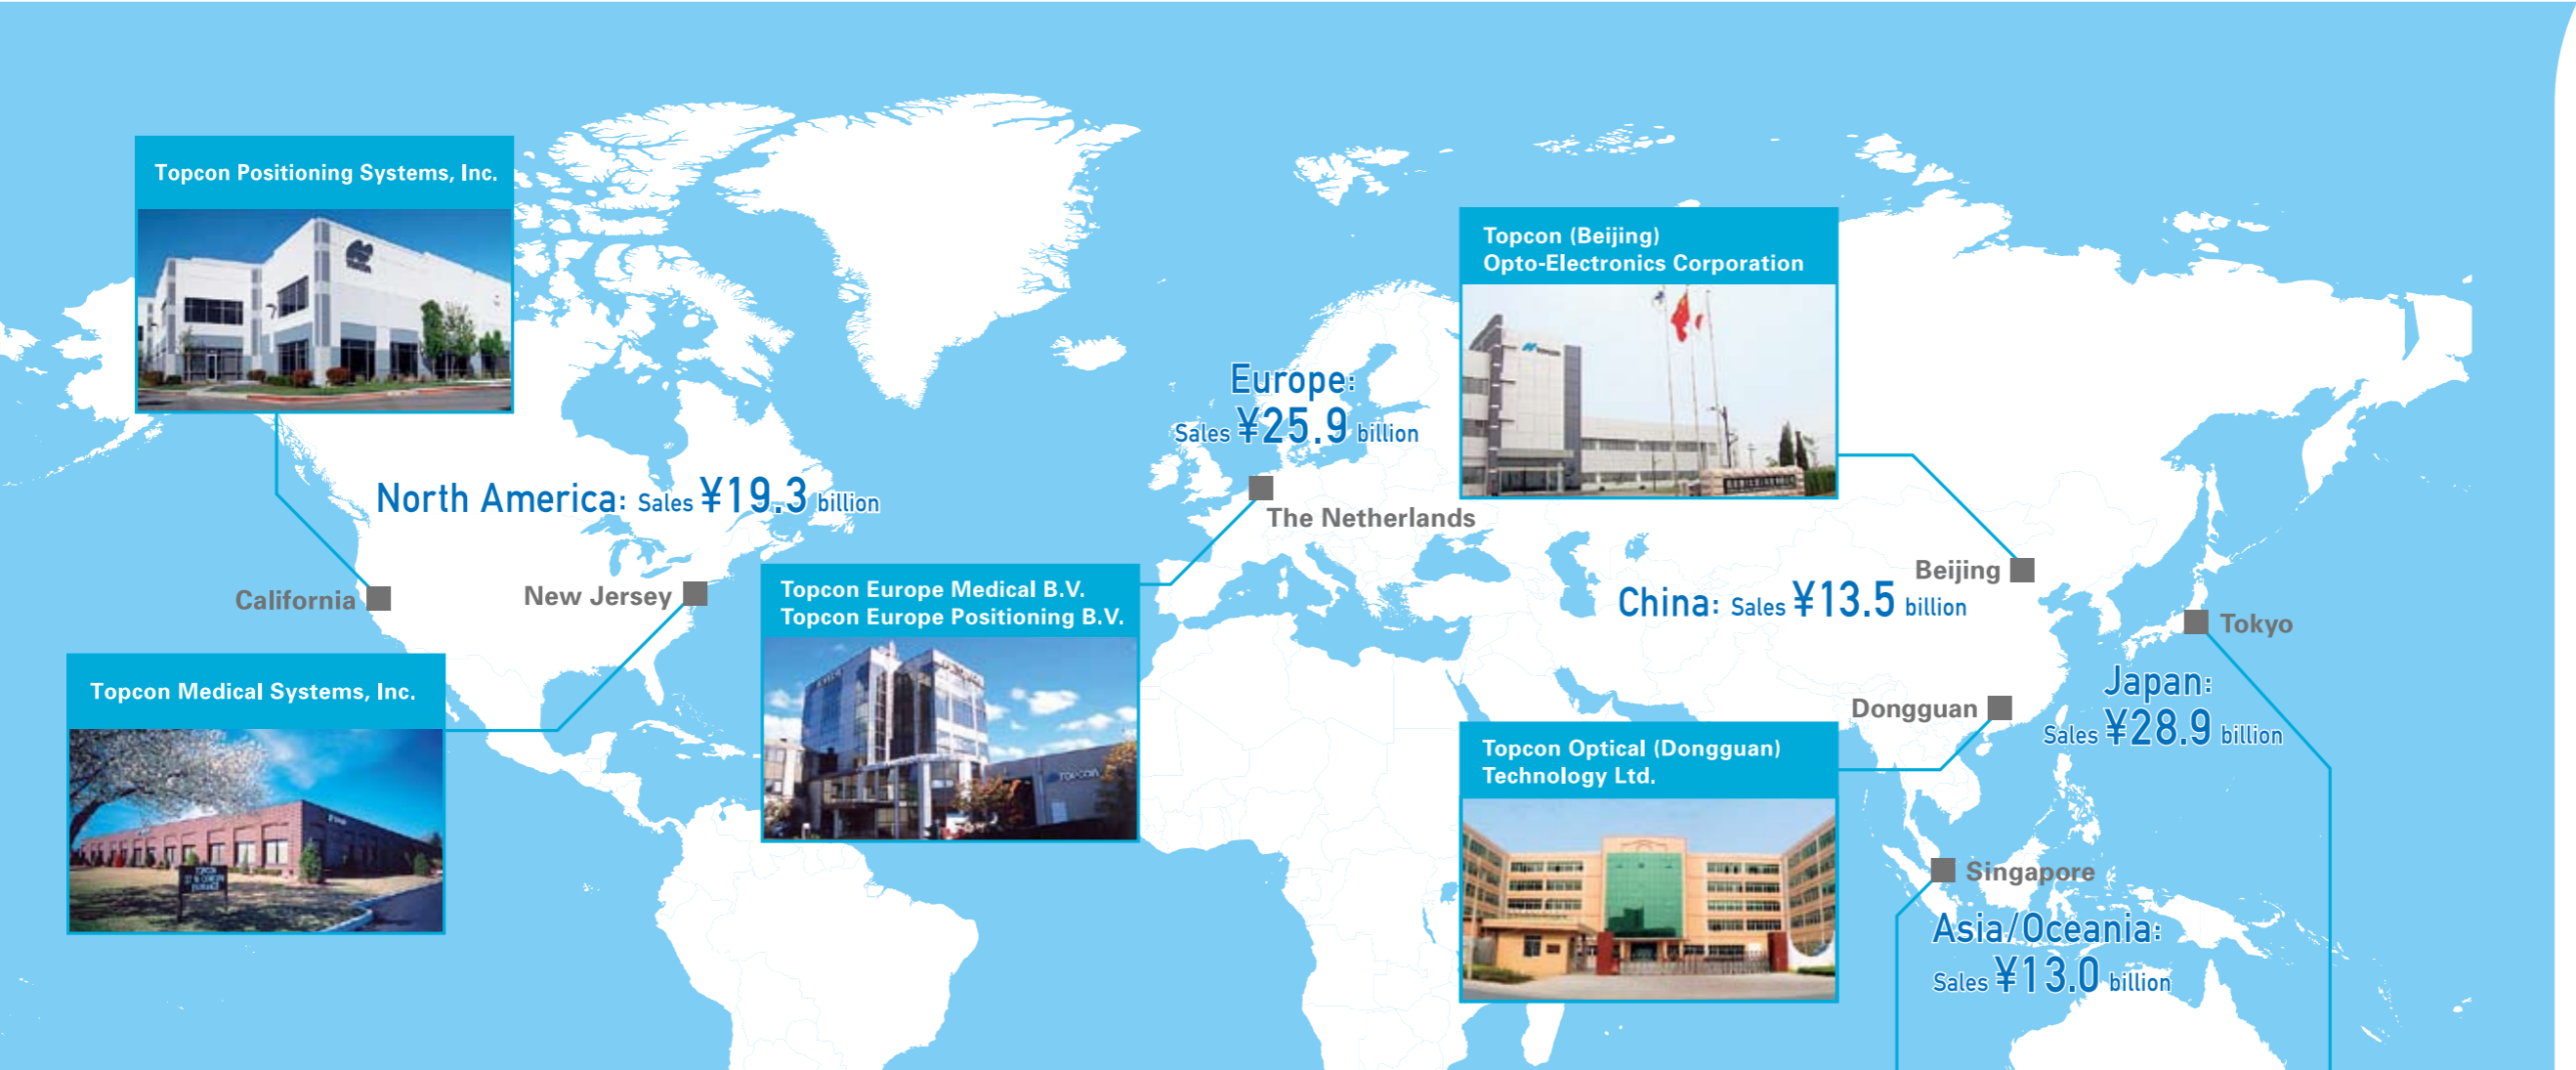 Topcon Positioning Systems, Inc.
North America: Sales ¥19.3 billion
California
New Jersey
Topcon Medical Systems, Inc.
TOPCON
Europe:
Sales ¥25.9 billion
The Netherlands
Topcon Europe Medical B.V.
Topcon Europe Positioning B.V.
TOPCON
Topcon (Beijing)
Opto-Electronics Corporation
TOPCON
Beijing
China: Sales ¥13.5 billion
Tokyo
Japan:
Sales ¥28.9 billion
Dongguan
Topcon Optical (Dongguan)
Technology Ltd.
Singapore
Asia/Oceania:
Sales ¥13.0 billion